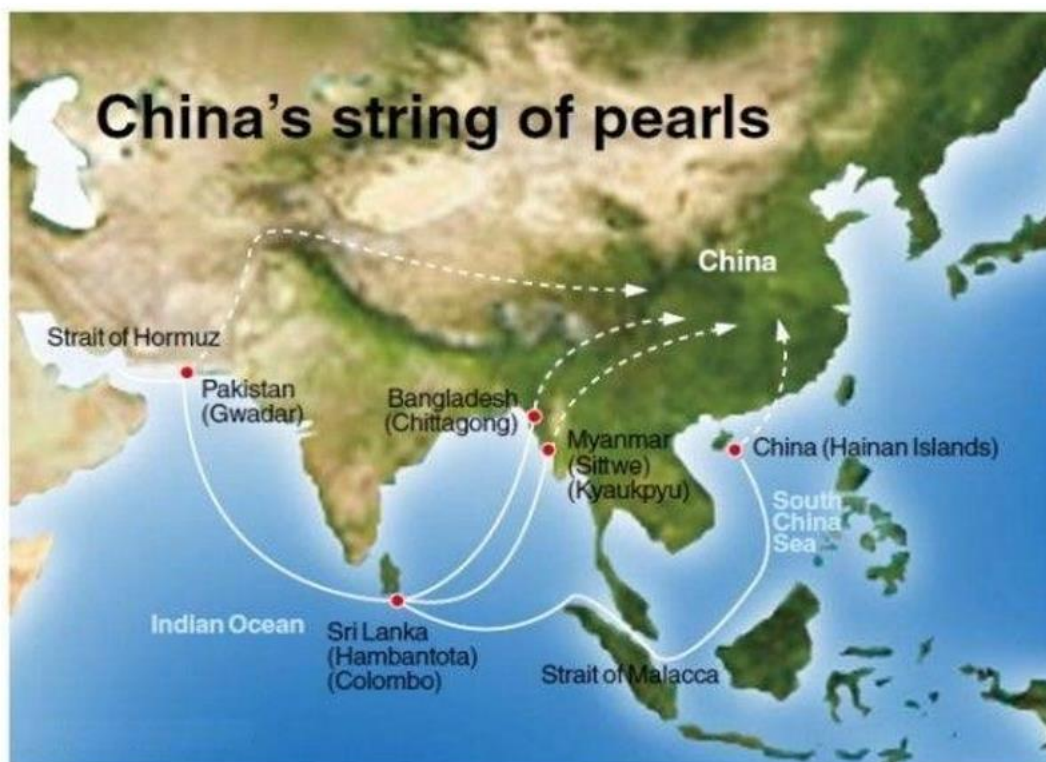 China's string of pearls
China
Strait of Hormuz
Pakistan
(Gwadar)
Bangladesh
(Chittagong)
Myanmar
(Sittwe)
(Kyaukpyu)
China (Hainan Islands)
South
China
Sea
Indian Ocean
Sri Lanka
(Hambantota)
(Colombo)
Strait of Malacca